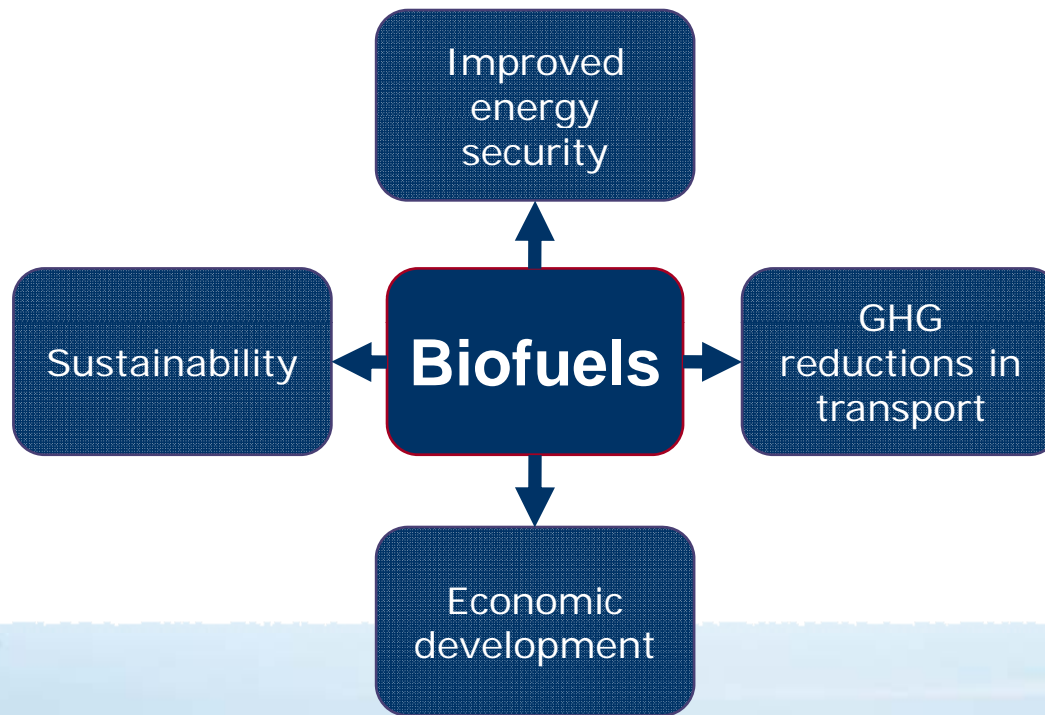 Improved
energy
security
Sustainability
Biofuels
GHG
reductions in
transport
Economic
development